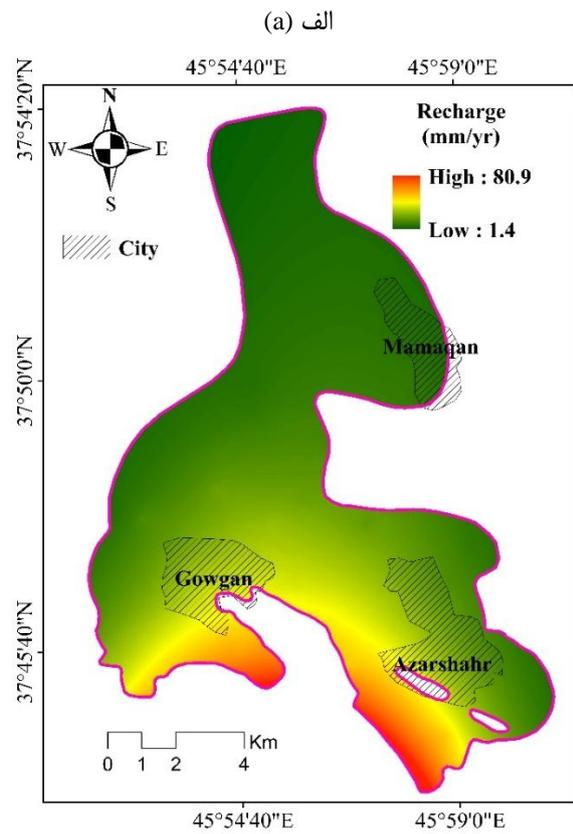 (a) الف
45°54'40"E 45°59'0"E
37°54'20"N
37°50'0"N
37°45'40"N
N
W E
S
City
Recharge
(mm/yr)
High : 80.9
Low : 1.4
Mamaqan
Gowgan
Azarshahr
Km
0 1 2 4
45°54'40"E 45°59'0"E